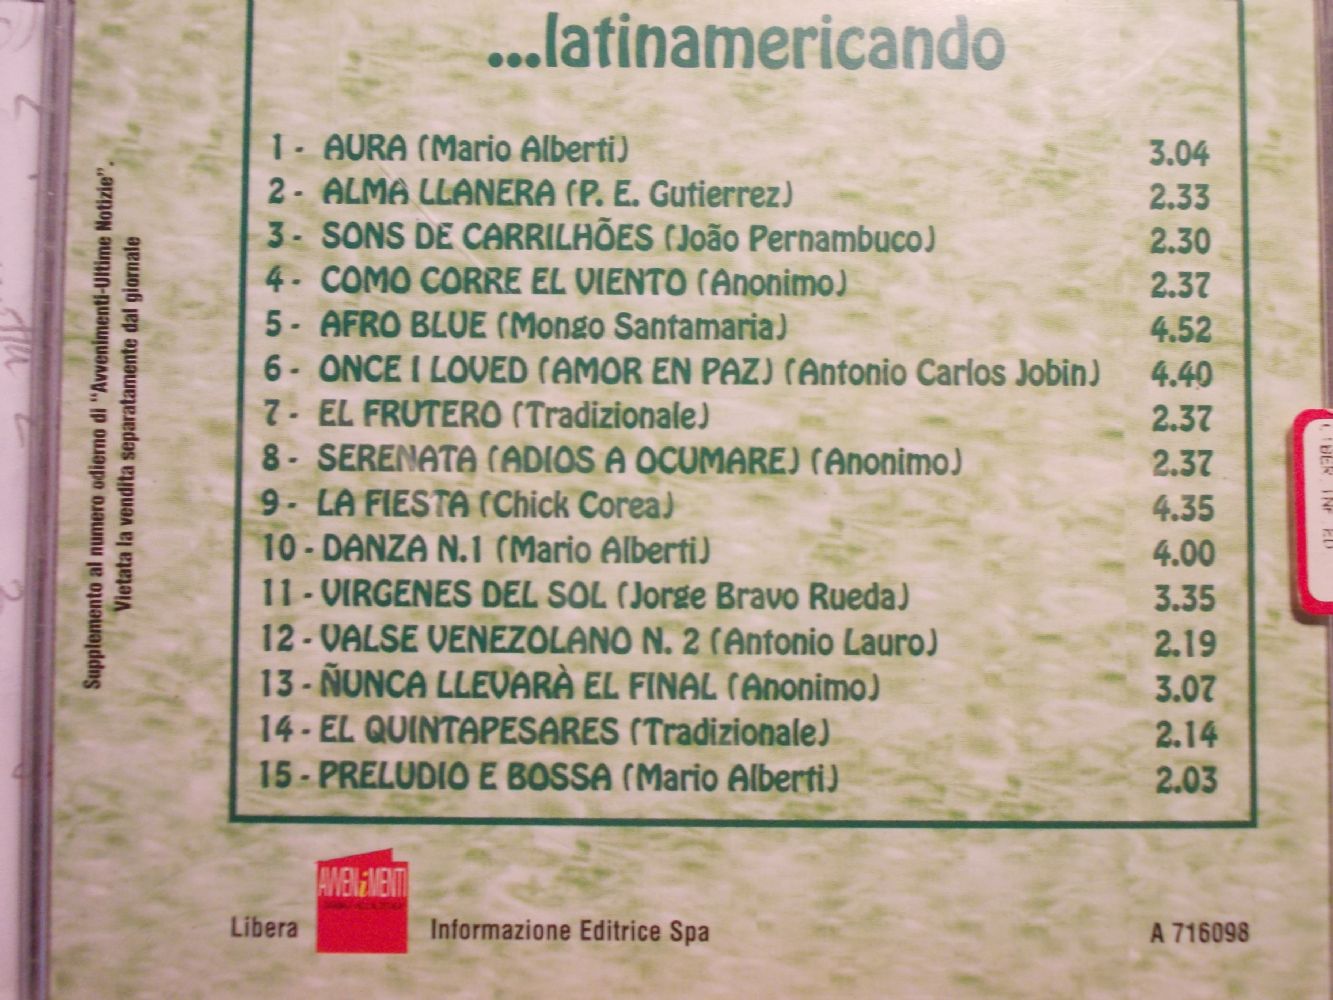 ...latinamericando
1 - AURA (Mario Alberti) 3.04
2 - ALMA LLANERA (P. E. Gutierrez) 2.33
3 - SONS DE CARRILHÕES (João Pernambuco) 2.30
4 - COMO CORRE EL VIENTO (Anonimo) 2.37
5 - AFRO BLUE (Mongo Santamaria) 4.52
6 - ONCE I LOVED (AMOR EN PAZ) (Antonio Carlos Jobin) 4.40
7 - EL FRUTERO (Tradizionale) 2.37
8 - SERENATA (ADIOS A OCUMARE) (Anonimo) 2.37
9 - LA FIESTA (Chick Corea) 4.35
10 - DANZA N.1 (Mario Alberti) 4.00
11 - VIRGENES DEL SOL (Jorge Bravo Rueda) 3.35
12 - VALSE VENEZOLANO N. 2 (Antonio Lauro) 2.19
13 - ÑUNCA LLEVARÀ EL FINAL (Anonimo) 3.07
14 - EL QUINTAPESARES (Tradizionale) 2.14
15 - PRELUDIO E BOSSA (Mario Alberti) 2.03
Supplemento al numero odierno di "Avvenimenti-Ultime Notizie".
Vietata la vendita separatamente dal giornale
Libera AVVENiMENTI Informazione Editrice Spa A 716098